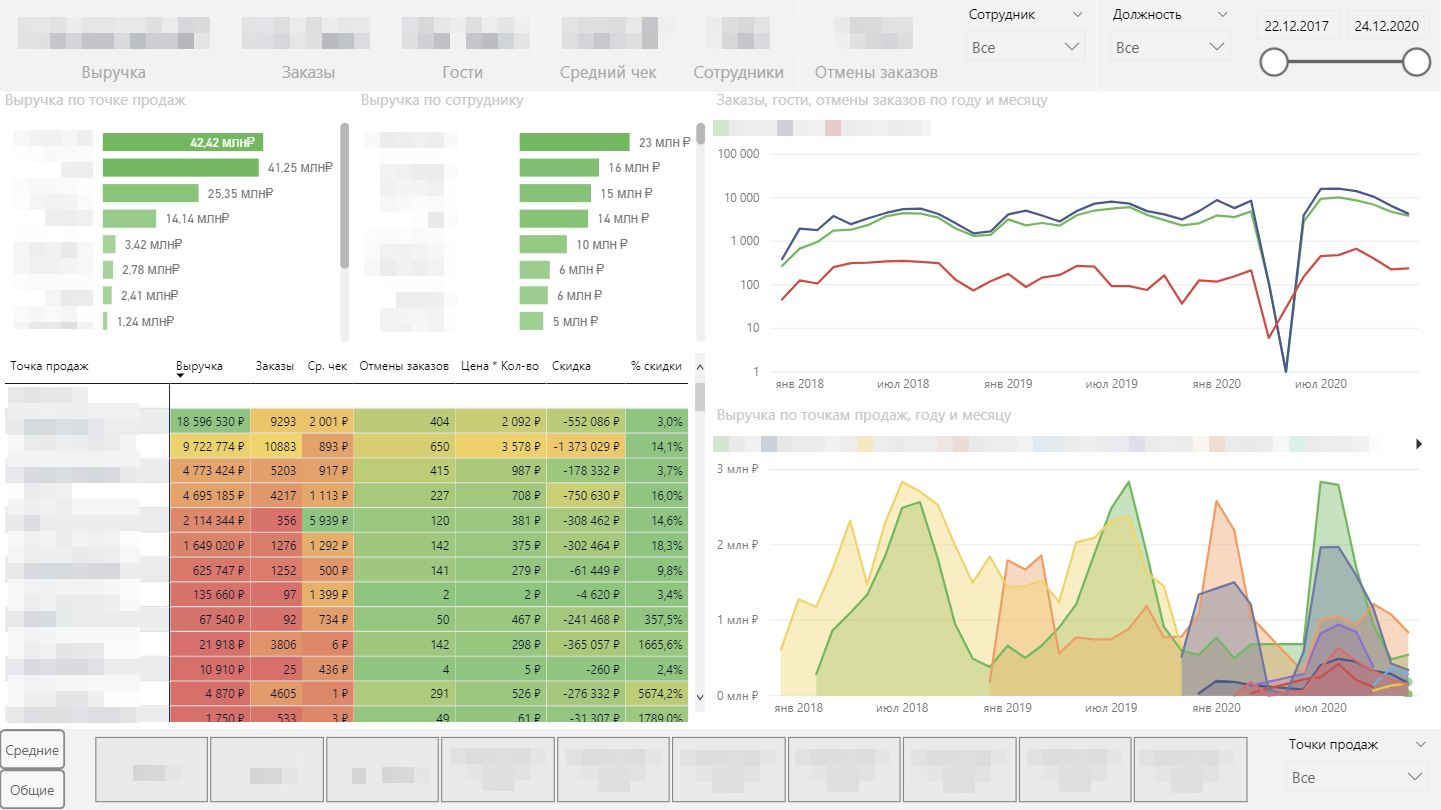 Сотрудник
Все
Должность
Все
22.12.2017
24.12.2020
Выручка
Заказы
Гости
Средний чек
Сотрудники
Отмены заказов
Выручка по точке продаж
42,42 млн₽
41,25 млн₽
25,35 млн₽
14,14 млн₽
3,42 млн₽
2,78 млн₽
2,41 млн₽
1,24 млн₽
Выручка по сотруднику
23 млн ₽
16 млн ₽
15 млн ₽
14 млн ₽
10 млн ₽
6 млн ₽
6 млн ₽
5 млн ₽
Заказы, гости, отмены заказов по году и месяцу
100 000
10 000
1 000
100
10
1
янв 2018 июл 2018 янв 2019 июл 2019 янв 2020 июл 2020
Точка продаж Выручка Заказы Ср. чек Отмены заказов Цена * Кол-во Скидка % скидки
18 596 530 ₽ 9293 2 001 ₽ 404 2 092 ₽ -552 086 ₽ 3,0%
9 722 774 ₽ 10883 893 ₽ 650 3 578 ₽ -1 373 029 ₽ 14,1%
4 773 424 ₽ 5203 917 ₽ 415 987 ₽ -178 332 ₽ 3,7%
4 695 185 ₽ 4217 1 113 ₽ 227 708 ₽ -750 630 ₽ 16,0%
2 114 344 ₽ 356 5 939 ₽ 120 381 ₽ -308 462 ₽ 14,6%
1 649 020 ₽ 1276 1 292 ₽ 142 375 ₽ -302 464 ₽ 18,3%
625 747 ₽ 1252 500 ₽ 141 279 ₽ -61 449 ₽ 9,8%
135 660 ₽ 97 1 399 ₽ 2 2 ₽ -4 620 ₽ 3,4%
67 540 ₽ 92 734 ₽ 50 467 ₽ -241 468 ₽ 357,5%
21 918 ₽ 3806 6 ₽ 142 298 ₽ -365 057 ₽ 1665,6%
10 910 ₽ 25 436 ₽ 4 5 ₽ -260 ₽ 2,4%
4 870 ₽ 4605 1 ₽ 291 526 ₽ -276 332 ₽ 5674,2%
1 750 ₽ 533 3 ₽ 49 61 ₽ -31 307 ₽ 1789,0%
Выручка по точкам продаж, году и месяцу
3 млн ₽
2 млн ₽
1 млн ₽
0 млн ₽
янв 2018 июл 2018 янв 2019 июл 2019 янв 2020 июл 2020
Средние
Общие
Точки продаж
Все